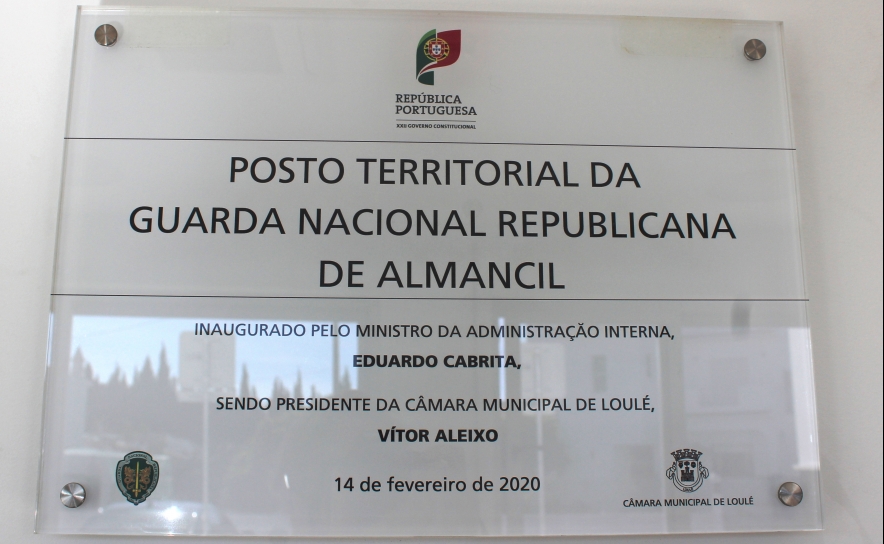 REPÚBLICA
PORTUGUESA
XXII GOVERNO CONSTITUCIONAL
POSTO TERRITORIAL DA
GUARDA NACIONAL REPUBLICANA
DE ALMANCIL
INAUGURADO PELO MINISTRO DA ADMINISTRAÇÃO INTERNA,
EDUARDO CABRITA,
SENDO PRESIDENTE DA CÂMARA MUNICIPAL DE LOULÉ,
VÍTOR ALEIXO
14 de fevereiro de 2020
CÂMARA MUNICIPAL DE LOULÉ